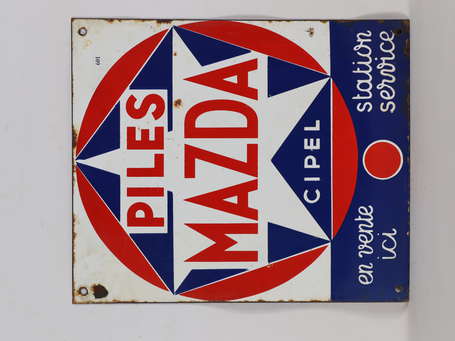 PILES
MAZDA
CIPEL
en vente
ici
station
service